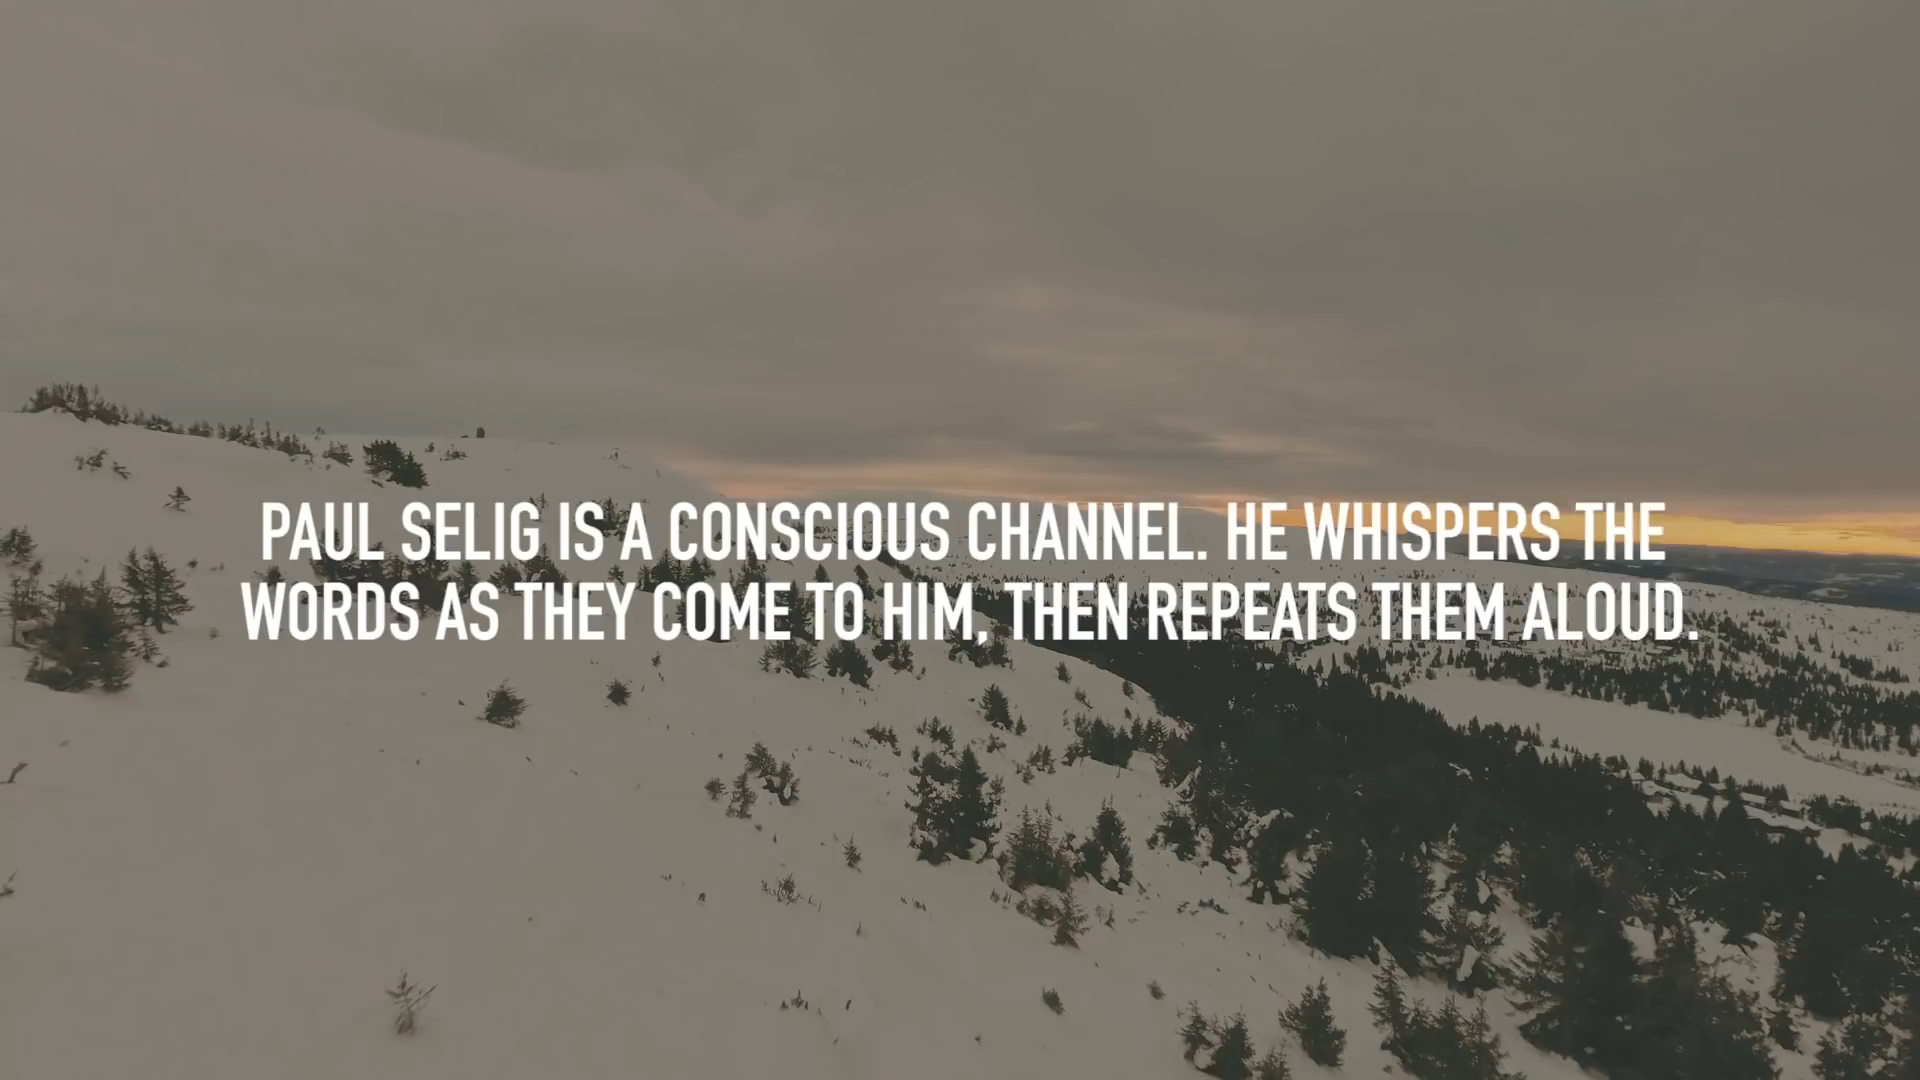 PAUL SELIG IS A CONSCIOUS CHANNEL. HE WHISPERS THE
WORDS AS THEY COME TO HIM, THEN REPEATS THEM ALOUD.